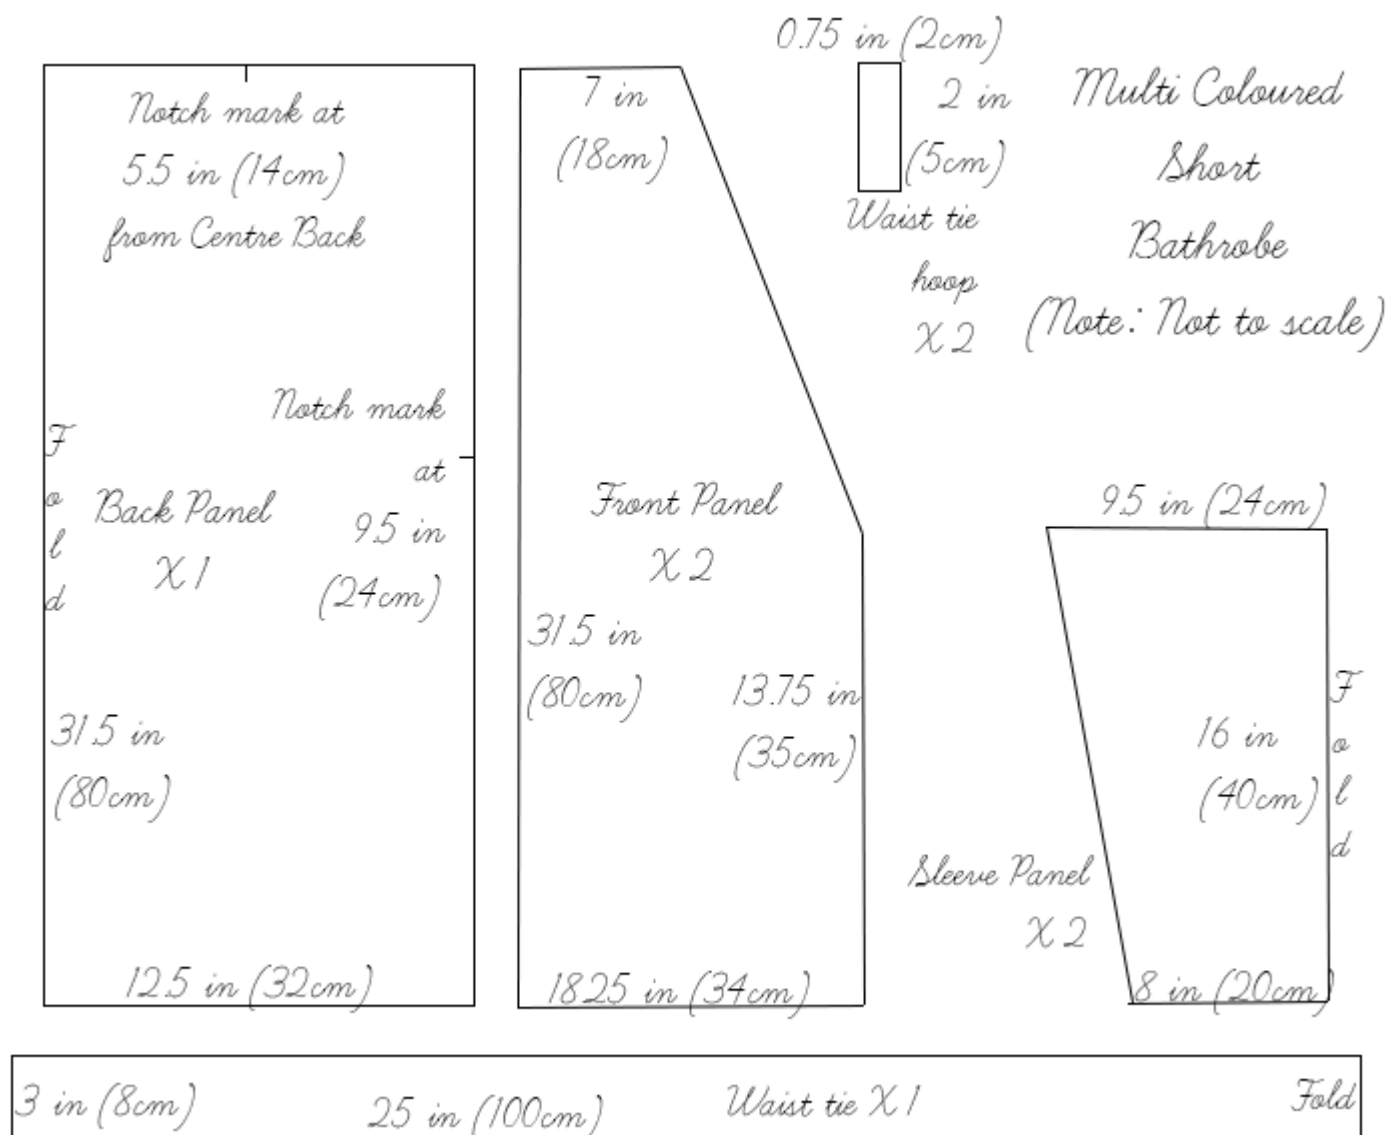 Notch mark at
5.5 in (14cm)
from Centre Back
Notch mark
at
9.5 in
(24cm)
Fold
Back Panel
X 1
31.5 in
(80cm)
12.5 in (32cm)
7 in
(18cm)
Front Panel
X 2
31.5 in
(80cm)
13.75 in
(35cm)
18.25 in (34cm)
0.75 in (2cm)
2 in
(5cm)
Waist tie
hoop
X 2
Multi Coloured
Short
Bathrobe
(Note: Not to scale)
9.5 in (24cm)
16 in
(40cm)
Fold
Sleeve Panel
X 2
8 in (20cm)
3 in (8cm)
25 in (100cm)
Waist tie X 1
Fold